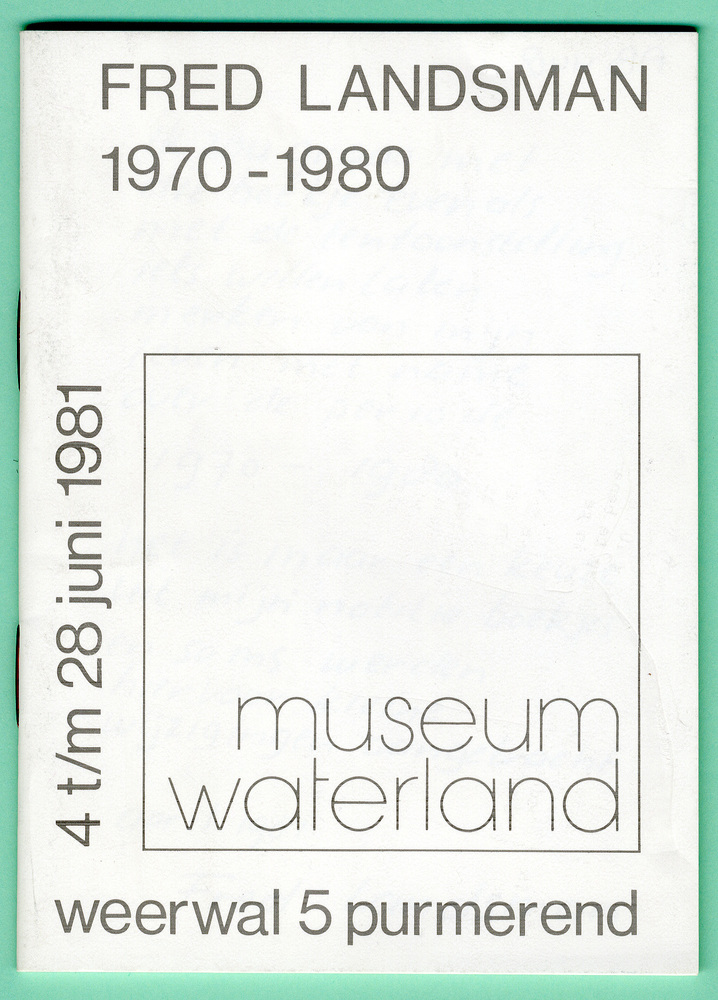 FRED LANDSMAN
1970-1980
4 t/m 28 juni 1981
museum
waterland
weerwal 5 purmerend